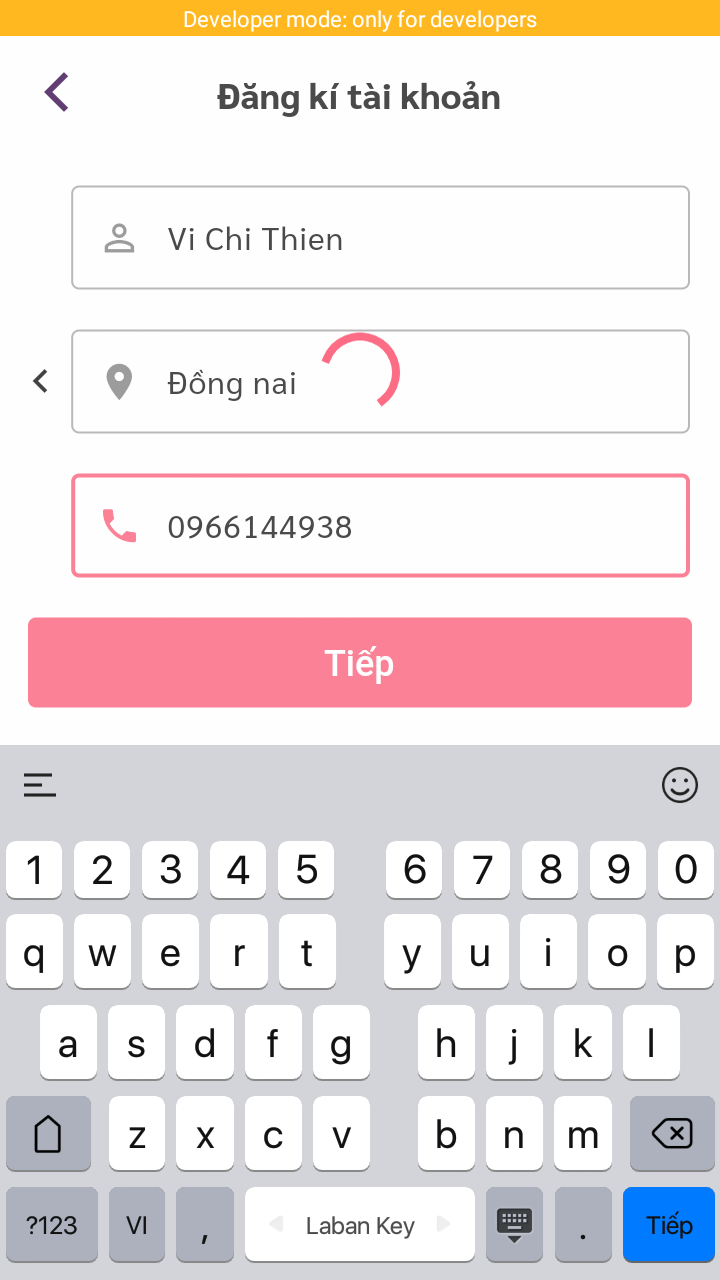 Developer mode: only for developers
Đăng kí tài khoản
Vi Chi Thien
Đồng nai
0966144938
Tiếp
1 2 3 4 5 6 7 8 9 0
q w e r t y u i o p
a s d f g h j k l
z x c v b n m
?123 VI , Laban Key . Tiếp